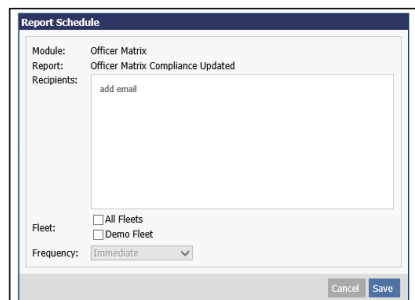 Report Schedule
Module: Officer Matrix
Report: Officer Matrix Compliance Updated
Recipients:
add email
Fleet:
All Fleets
Demo Fleet
Frequency: Immediate
Cancel Save